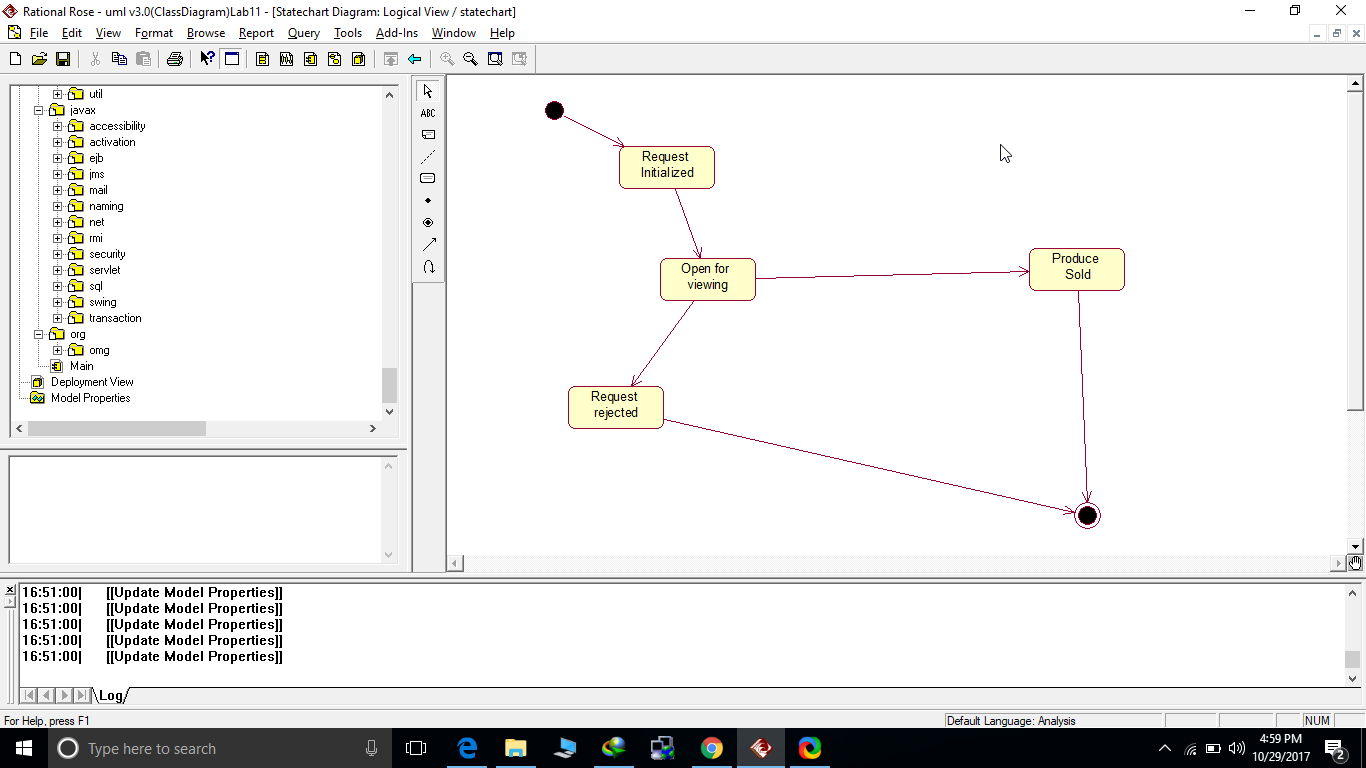 Rational Rose - uml v3.0(ClassDiagram)Lab11 - [Statechart Diagram: Logical View / statechart]
File Edit View Format Browse Report Query Tools Add-Ins Window Help
util
javax
accessibility
activation
ejb
jms
mail
naming
net
rmi
security
servlet
sql
swing
transaction
org
omg
Main
Deployment View
Model Properties
ABC
Request
Initialized
Open for
viewing
Produce
Sold
Request
rejected
16:51:00| [[Update Model Properties]]
16:51:00| [[Update Model Properties]]
16:51:00| [[Update Model Properties]]
16:51:00| [[Update Model Properties]]
16:51:00| [[Update Model Properties]]
Log
For Help, press F1
Default Language: Analysis
NUM
Type here to search
4:59 PM
10/29/2017
2